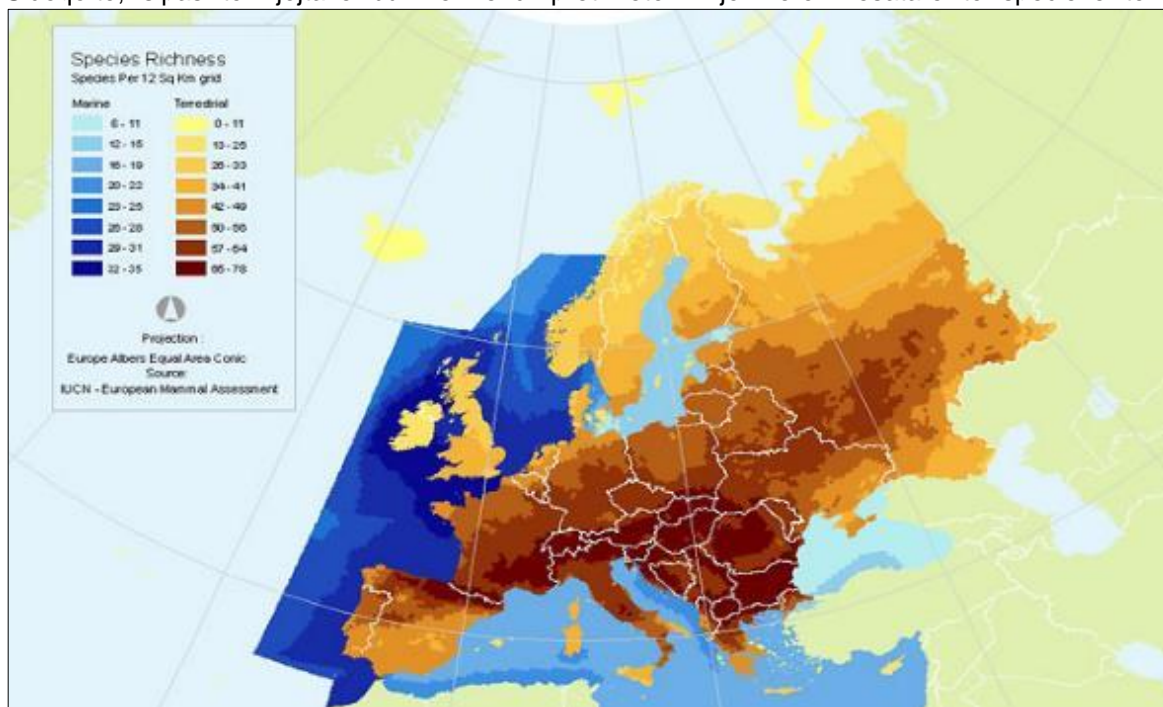 Species Richness
Species Per 12 Sq Km grid
Marine Terrestrial
6 - 11 0 - 11
12 - 15 13 - 25
16 - 19 26 - 33
20 - 22 34 - 41
23 - 25 42 - 49
26 - 28 50 - 56
29 - 31 57 - 64
32 - 35 65 - 78
Projection :
Europe Albers Equal Area Conic
Source:
IUCN - European Mammal Assessment